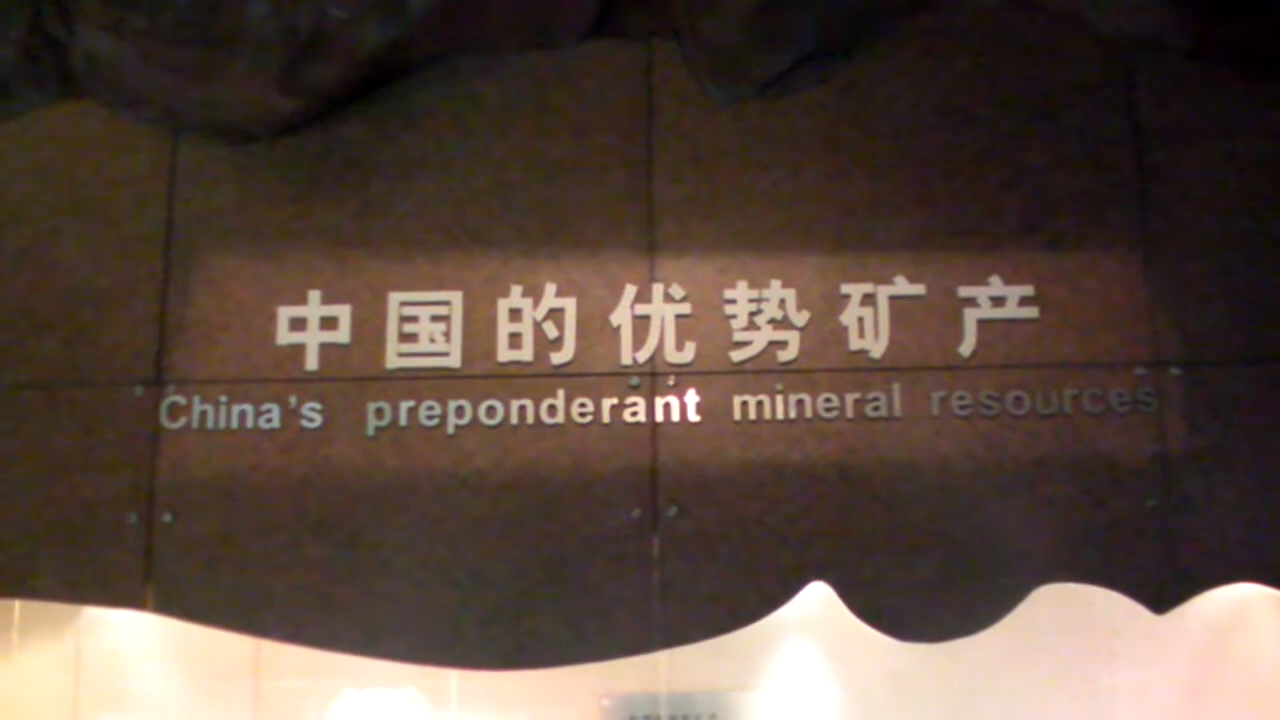 中国的优势矿产
China's preponderant mineral resources